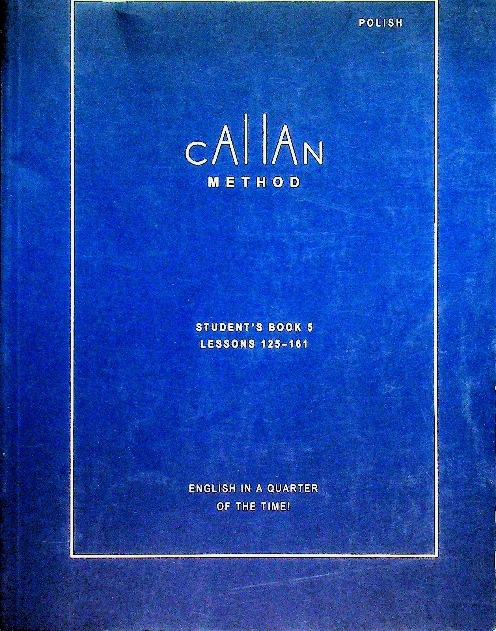 POLISH
CALLAN
METHOD
STUDENT'S BOOK 5
LESSONS 125–161
ENGLISH IN A QUARTER
OF THE TIME!